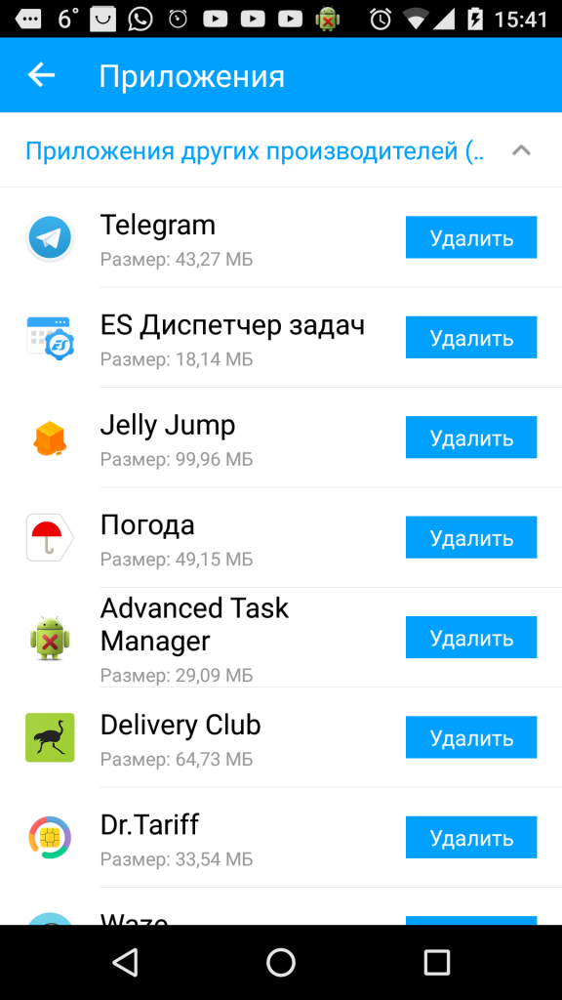 6° 15:41
Приложения
Приложения других производителей (..
Telegram
Размер: 43,27 МБ
Удалить
ES Диспетчер задач
Размер: 18,14 МБ
Удалить
Jelly Jump
Размер: 99,96 МБ
Удалить
Погода
Размер: 49,15 МБ
Удалить
Advanced Task
Manager
Размер: 29,09 МБ
Удалить
Delivery Club
Размер: 64,73 МБ
Удалить
Dr.Tariff
Размер: 33,54 МБ
Удалить
Waze